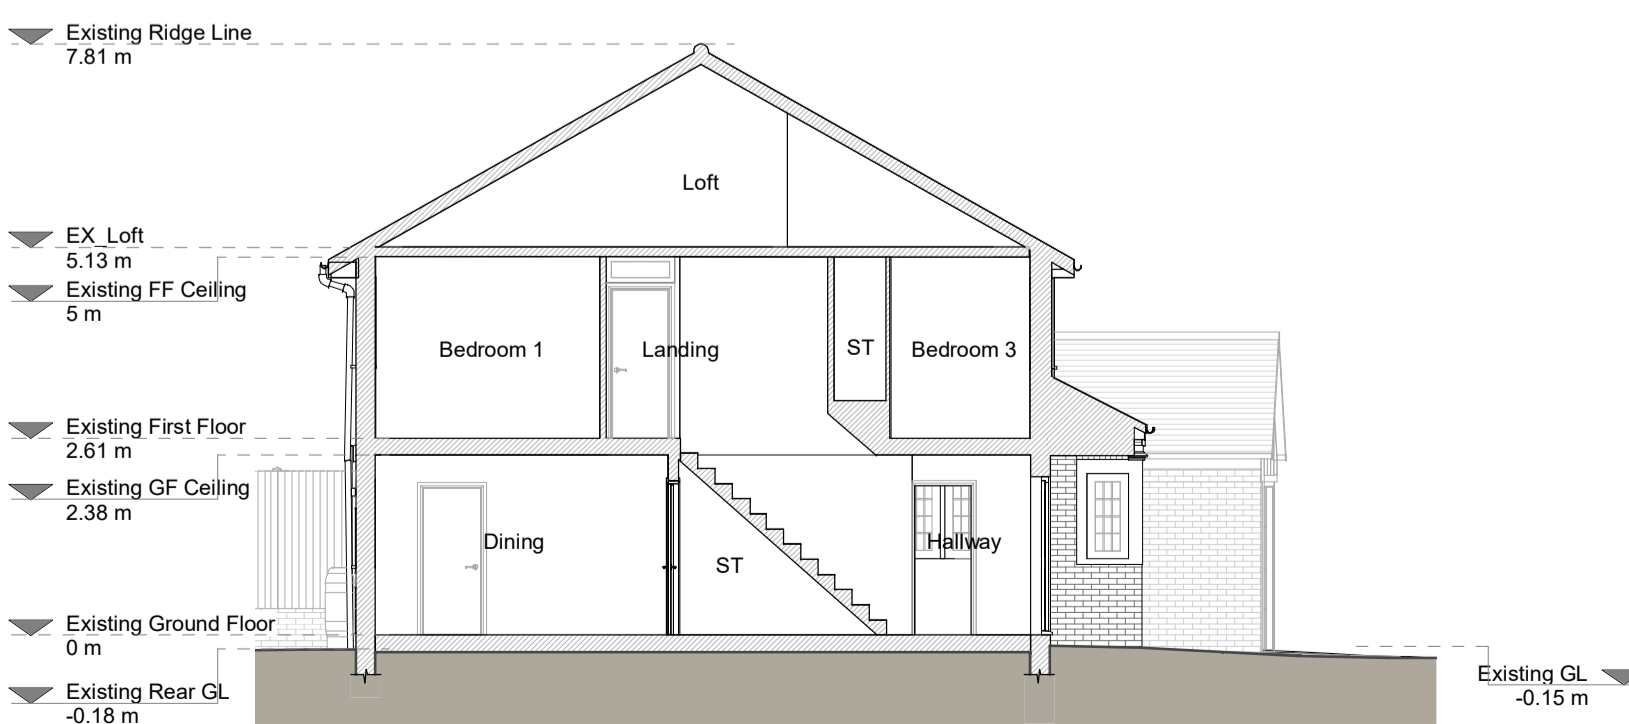 Existing Ridge Line
7.81 m
Loft
EX_Loft
5.13 m
Existing FF Ceiling
5 m
Bedroom 1
Landing
ST
Bedroom 3
Existing First Floor
2.61 m
Existing GF Ceiling
2.38 m
Dining
ST
Hallway
Existing Ground Floor
0 m
Existing Rear GL
-0.18 m
Existing GL
-0.15 m